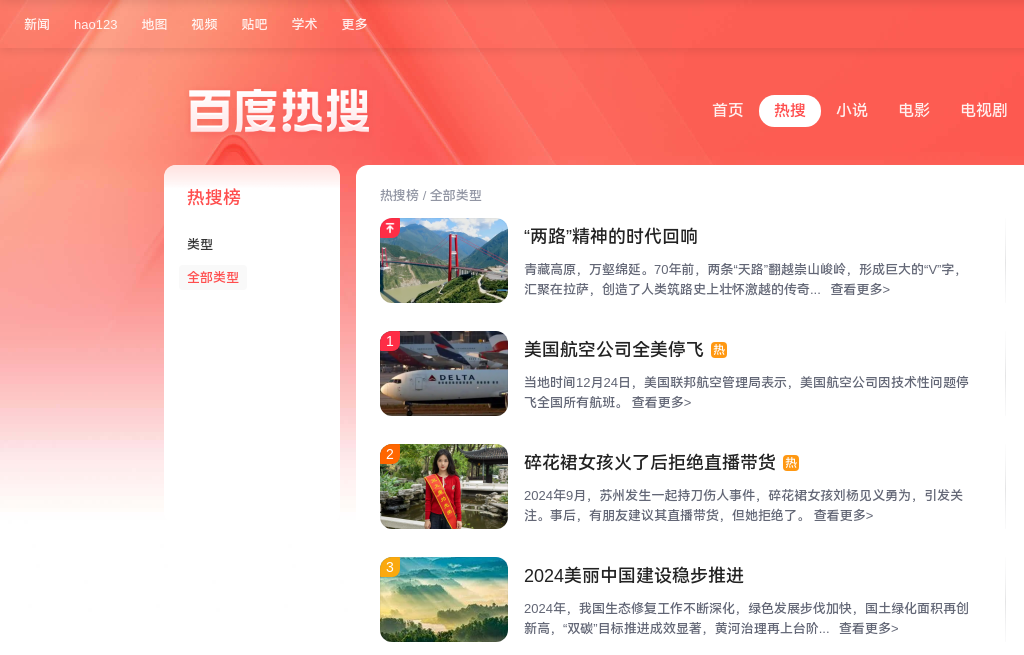 新闻 hao123 地图 视频 贴吧 学术 更多
百度热搜
首页 热搜 小说 电影 电视剧
热搜榜
类型
全部类型
热搜榜 / 全部类型
“两路”精神的时代回响
青藏高原，万壑绵延。70年前，两条“天路”翻越崇山峻岭，形成巨大的“V”字，
汇聚在拉萨，创造了人类筑路史上壮怀激越的传奇... 查看更多>
1
DELTA
美国航空公司全美停飞 热
当地时间12月24日，美国联邦航空管理局表示，美国航空公司因技术性问题停
飞全国所有航班。 查看更多>
2
碎花裙女孩火了后拒绝直播带货 热
2024年9月，苏州发生一起持刀伤人事件，碎花裙女孩刘杨见义勇为，引发关
注。事后，有朋友建议其直播带货，但她拒绝了。 查看更多>
3
2024美丽中国建设稳步推进
2024年，我国生态修复工作不断深化，绿色发展步伐加快，国土绿化面积再创
新高，“双碳”目标推进成效显著，黄河治理再上台阶... 查看更多>